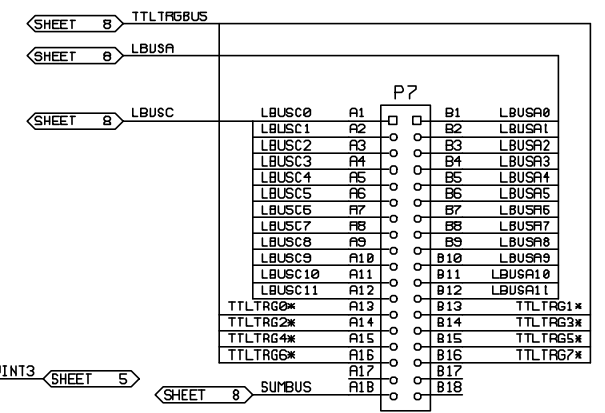 SHEET 8 TTLTRGBUS
SHEET 8 LBUSA
P7
SHEET 8 LBUSC LBUSC0 A1 B1 LBUSA0
LBUSC1 A2 B2 LBUSA1
LBUSC2 A3 B3 LBUSA2
LBUSC3 A4 B4 LBUSA3
LBUSC4 A5 B5 LBUSA4
LBUSC5 A6 B6 LBUSA5
LBUSC6 A7 B7 LBUSA6
LBUSC7 A8 B8 LBUSA7
LBUSC8 A9 B9 LBUSA8
LBUSC9 A10 B10 LBUSA9
LBUSC10 A11 B11 LBUSA10
LBUSC11 A12 B12 LBUSA11
TTLTRG0* A13 B13 TTLTRG1*
TTLTRG2* A14 B14 TTLTRG3*
TTLTRG4* A15 B15 TTLTRG5*
TTLTRG6* A16 B16 TTLTRG7*
A17 B17
SHEET 5
SHEET 8 SUMBUS A18 B18